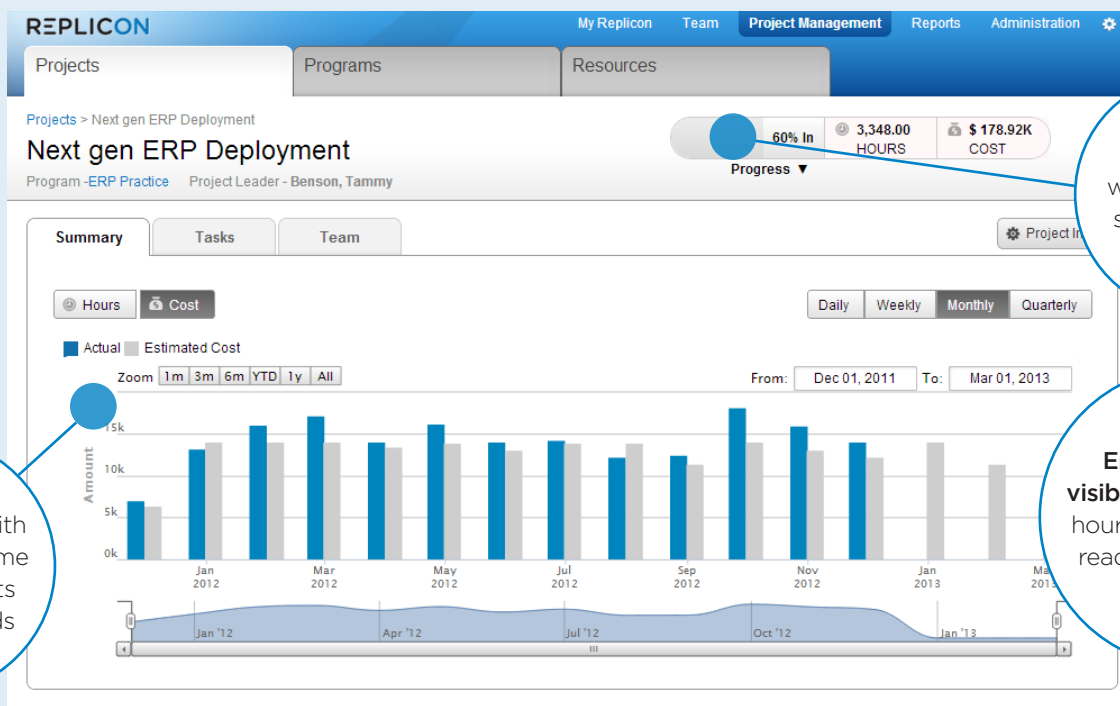 REPLICON
My Replicon Team Project Management Reports Administration
Projects Programs Resources
Projects > Next gen ERP Deployment
Next gen ERP Deployment
Program -ERP Practice Project Leader - Benson, Tammy
60% In 3,348.00 HOURS $ 178.92K COST
Progress ▼
Summary Tasks Team
Project In
Hours Cost
Daily Weekly Monthly Quarterly
Actual Estimated Cost
Zoom 1m 3m 6m YTD 1y All
From: Dec 01, 2011 To: Mar 01, 2013
Amount
15k
10k
5k
0k
Jan 2012 Mar 2012 May 2012 Jul 2012 Sep 2012 Nov 2012 Jan 2013
Jan '12 Apr '12 Jul '12 Oct '12 Jan '13